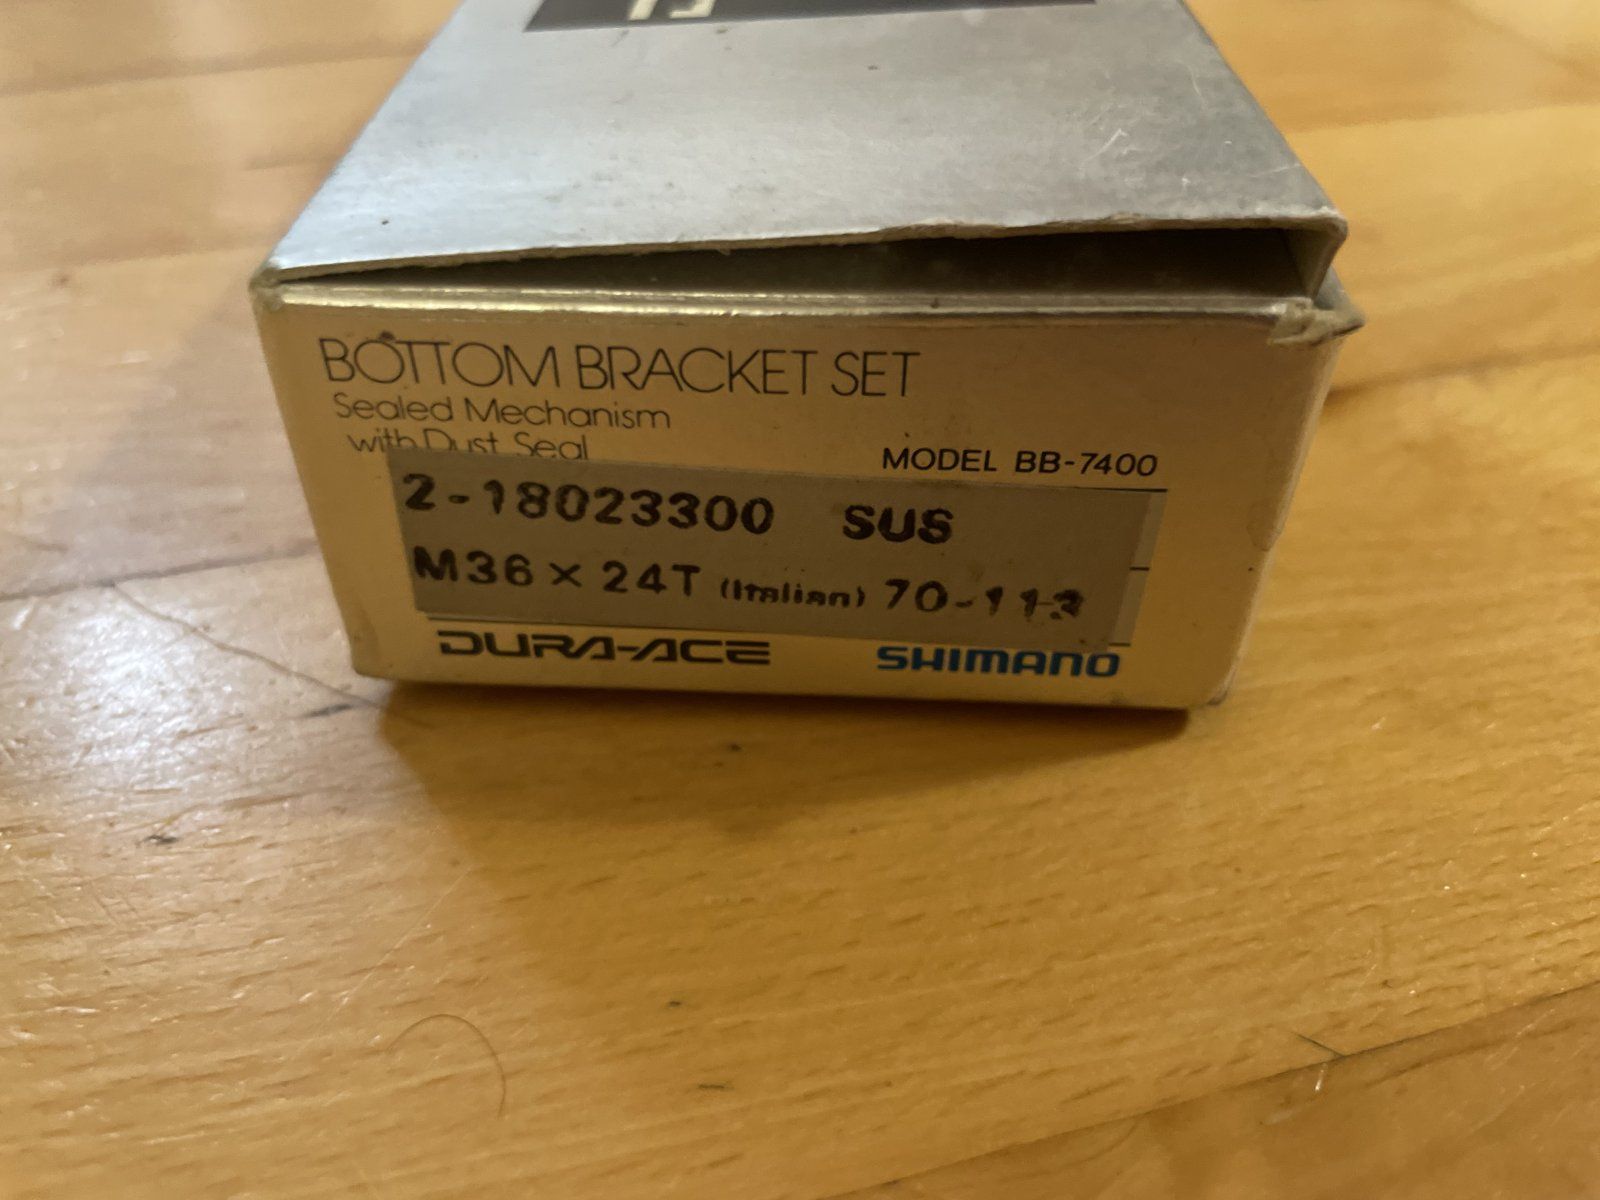 BOTTOM BRACKET SET
Sealed Mechanism
with Dust Seal
MODEL BB-7400
2-18023300 SUS
M36 × 24T (Italian) 70-113
DURA-ACE SHIMANO